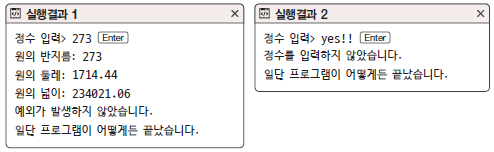 실행결과 1
정수 입력> 273 Enter
원의 반지름: 273
원의 둘레: 1714.44
원의 넓이: 234021.06
예외가 발생하지 않았습니다.
일단 프로그램이 어떻게든 끝났습니다.
실행결과 2
정수 입력> yes!! Enter
정수를 입력하지 않았습니다.
일단 프로그램이 어떻게든 끝났습니다.